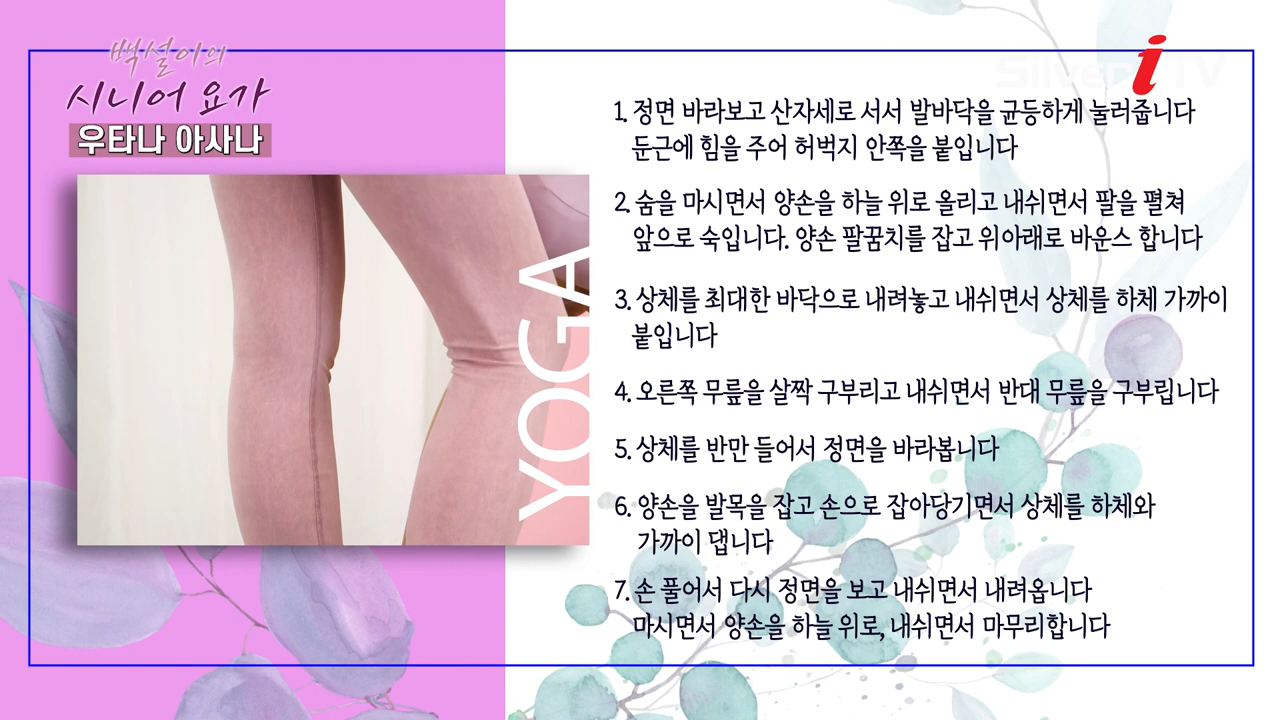 백설이의
시니어 요가
우타나 아사나
Silver i TV
YOGA
1. 정면 바라보고 산자세로 서서 발바닥을 균등하게 눌러줍니다
둔근에 힘을 주어 허벅지 안쪽을 붙입니다
2. 숨을 마시면서 양손을 하늘 위로 올리고 내쉬면서 팔을 펼쳐
앞으로 숙입니다. 양손 팔꿈치를 잡고 위아래로 바운스 합니다
3. 상체를 최대한 바닥으로 내려놓고 내쉬면서 상체를 하체 가까이
붙입니다
4. 오른쪽 무릎을 살짝 구부리고 내쉬면서 반대 무릎을 구부립니다
5. 상체를 반만 들어서 정면을 바라봅니다
6. 양손을 발목을 잡고 손으로 잡아당기면서 상체를 하체와
가까이 댑니다
7. 손 풀어서 다시 정면을 보고 내쉬면서 내려옵니다
마시면서 양손을 하늘 위로, 내쉬면서 마무리합니다